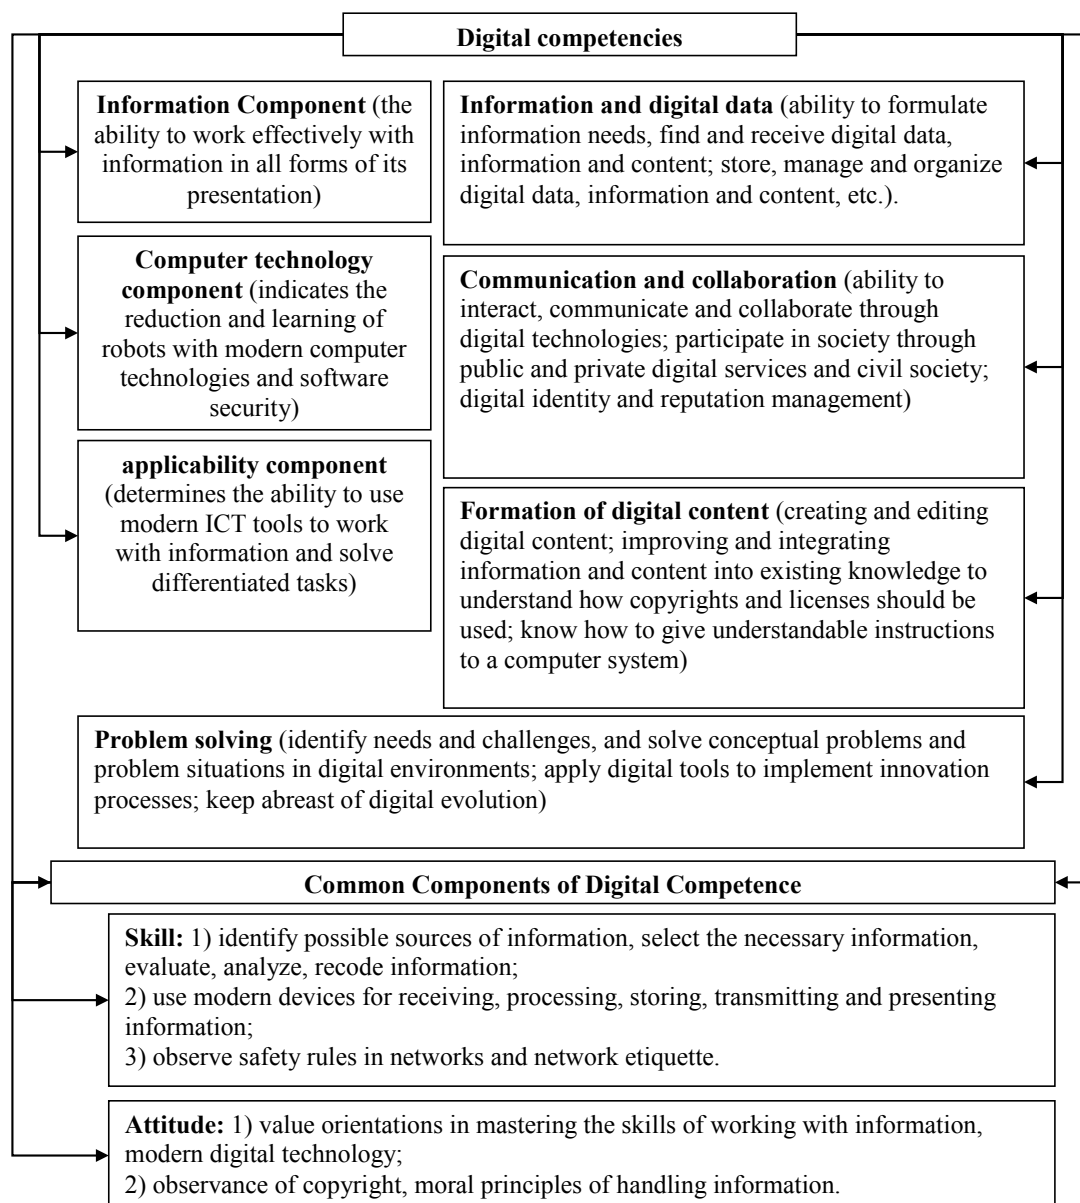 Digital competencies
Information Component (the
ability to work effectively with
information in all forms of its
presentation)
Computer technology
component (indicates the
reduction and learning of
robots with modern computer
technologies and software
security)
applicability component
(determines the ability to use
modern ICT tools to work
with information and solve
differentiated tasks)
Information and digital data (ability to formulate
information needs, find and receive digital data,
information and content; store, manage and organize
digital data, information and content, etc.).
Communication and collaboration (ability to
interact, communicate and collaborate through
digital technologies; participate in society through
public and private digital services and civil society;
digital identity and reputation management)
Formation of digital content (creating and editing
digital content; improving and integrating
information and content into existing knowledge to
understand how copyrights and licenses should be
used; know how to give understandable instructions
to a computer system)
Problem solving (identify needs and challenges, and solve conceptual problems and
problem situations in digital environments; apply digital tools to implement innovation
processes; keep abreast of digital evolution)
Common Components of Digital Competence
Skill: 1) identify possible sources of information, select the necessary information,
evaluate, analyze, recode information;
2) use modern devices for receiving, processing, storing, transmitting and presenting
information;
3) observe safety rules in networks and network etiquette.
Attitude: 1) value orientations in mastering the skills of working with information,
modern digital technology;
2) observance of copyright, moral principles of handling information.